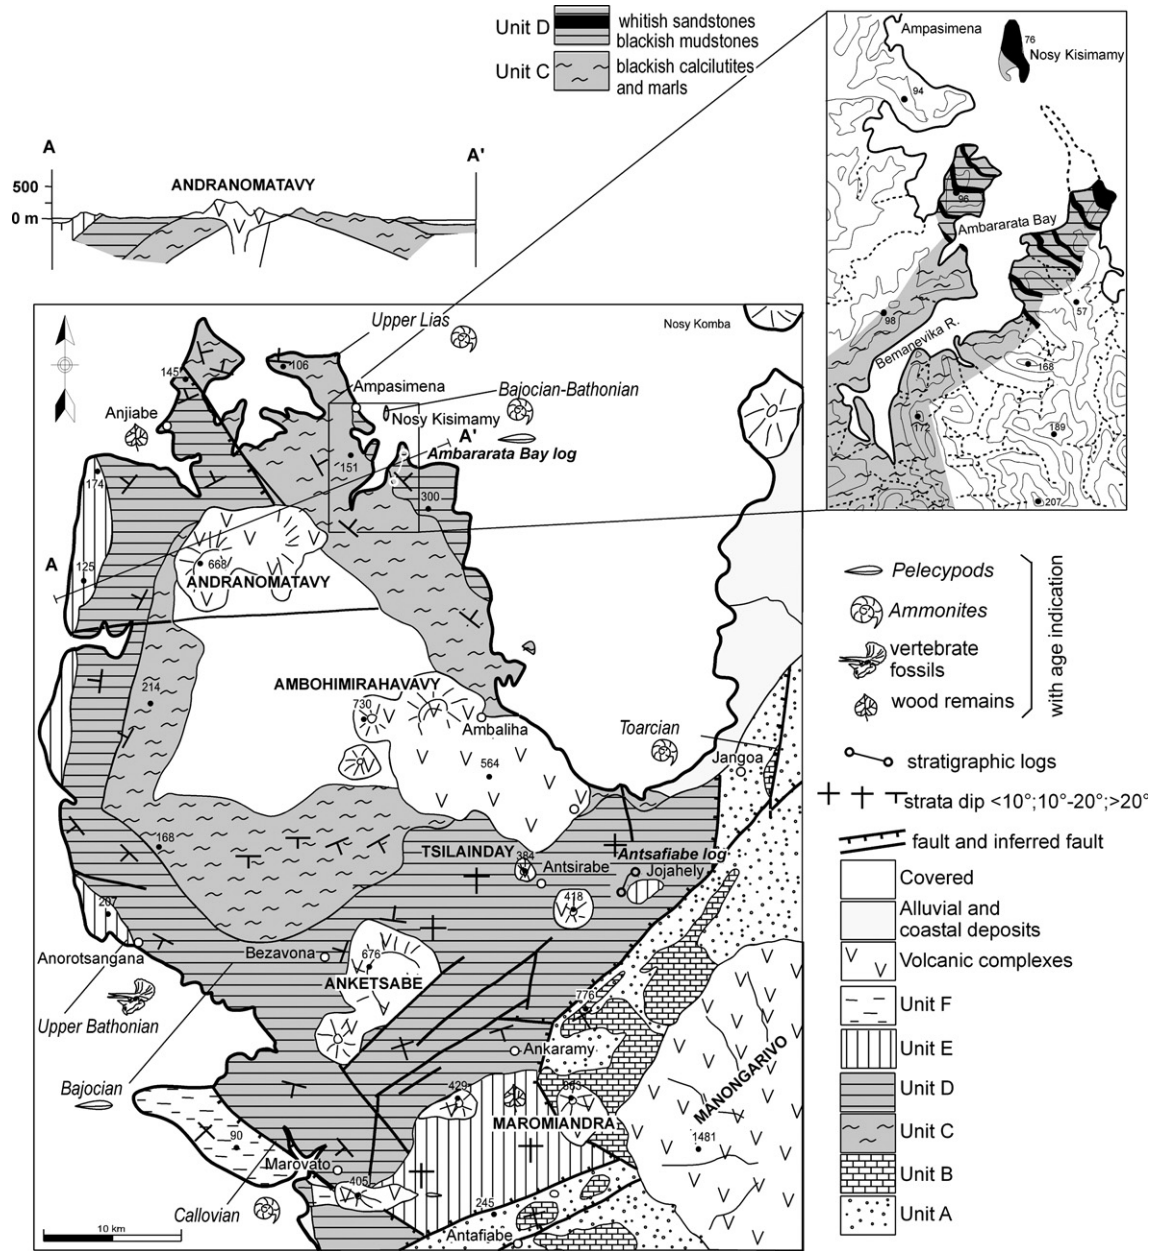 Unit D
whitish sandstones
blackish mudstones
Unit C
blackish calcilutites
and marls
A
A'
500
0 m
ANDRANOMATAVY
Ampasimena
76
Nosy Kisimamy
94
96
Ambararata Bay
98
57
Bemanevika R.
168
172
189
207
Upper Lias
Nosy Komba
145
106
Ampasimena
Bajocian-Bathonian
Anjiabe
Nosy Kisimamy
A'
Ambararata Bay log
151
174
300
A
125
668
ANDRANOMATAVY
214
AMBOHIMIRAHAVAVY
730
Ambaliha
Toarcian
564
Jangoa
168
TSILAINDAY
384
Antsirabe
Antsafiabe log
Jojahely
207
418
Anorotsangana
Bezavona
676
ANKETSABE
Upper Bathonian
776
Ankaramy
MANONGARIVO
Bajocian
429
863
MAROMIANDRA
90
1481
Marovato
405
Callovian
245
Antafiabe
10 km
Pelecypods
Ammonites
vertebrate
fossils
wood remains
with age indication
stratigraphic logs
strata dip <10°;10°-20°;>20°
fault and inferred fault
Covered
Alluvial and
coastal deposits
Volcanic complexes
Unit F
Unit E
Unit D
Unit C
Unit B
Unit A